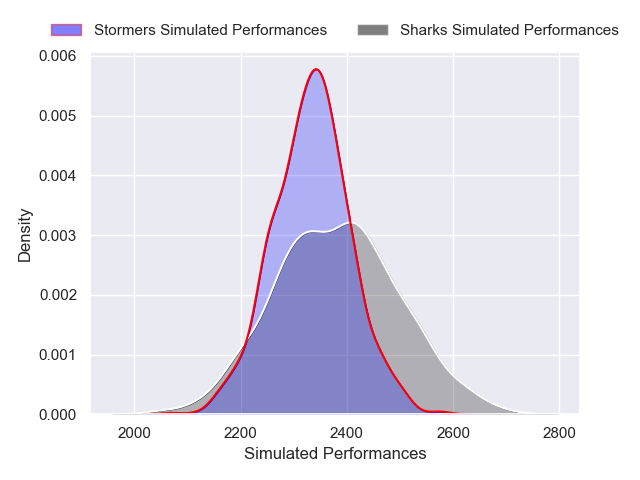 Stormers Simulated Performances Sharks Simulated Performances
0.006
0.005
0.004
0.003
0.002
0.001
0.000
Density
2000 2200 2400 2600 2800
Simulated Performances